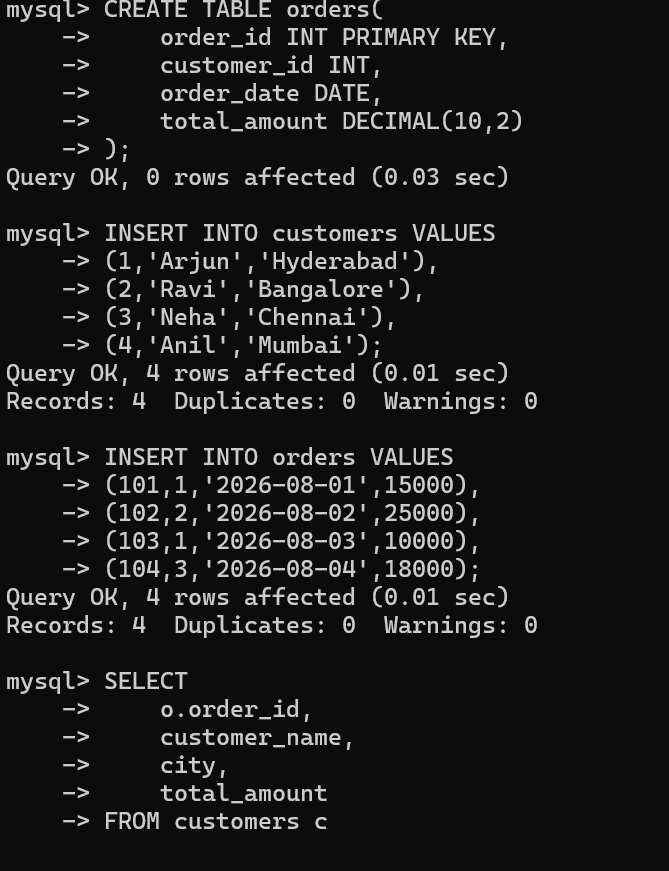 mysql> CREATE TABLE orders(
    ->     order_id INT PRIMARY KEY,
    ->     customer_id INT,
    ->     order_date DATE,
    ->     total_amount DECIMAL(10,2)
    -> );
Query OK, 0 rows affected (0.03 sec)

mysql> INSERT INTO customers VALUES
    -> (1,'Arjun','Hyderabad'),
    -> (2,'Ravi','Bangalore'),
    -> (3,'Neha','Chennai'),
    -> (4,'Anil','Mumbai');
Query OK, 4 rows affected (0.01 sec)
Records: 4  Duplicates: 0  Warnings: 0

mysql> INSERT INTO orders VALUES
    -> (101,1,'2026-08-01',15000),
    -> (102,2,'2026-08-02',25000),
    -> (103,1,'2026-08-03',10000),
    -> (104,3,'2026-08-04',18000);
Query OK, 4 rows affected (0.01 sec)
Records: 4  Duplicates: 0  Warnings: 0

mysql> SELECT
    ->     o.order_id,
    ->     customer_name,
    ->     city,
    ->     total_amount
    -> FROM customers c